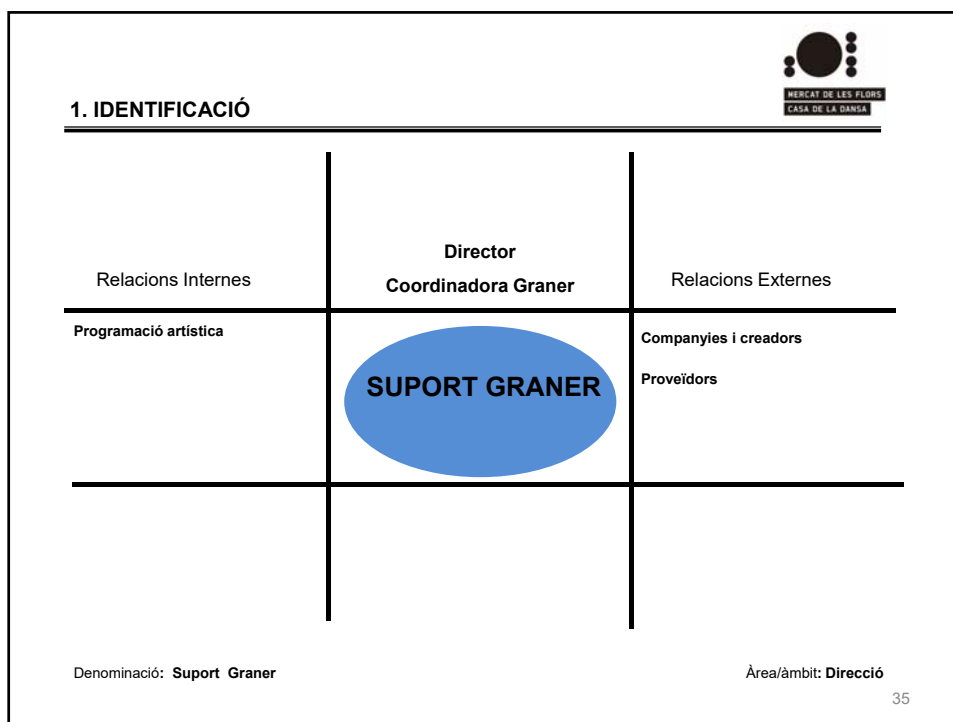 MERCAT DE LES FLORS
CASA DE LA DANSA
1. IDENTIFICACIÓ
Relacions Internes
Director
Coordinadora Graner
Relacions Externes
Programació artística
SUPORT GRANER
Companyies i creadors
Proveïdors
Denominació: Suport Graner
Àrea/àmbit: Direcció
35